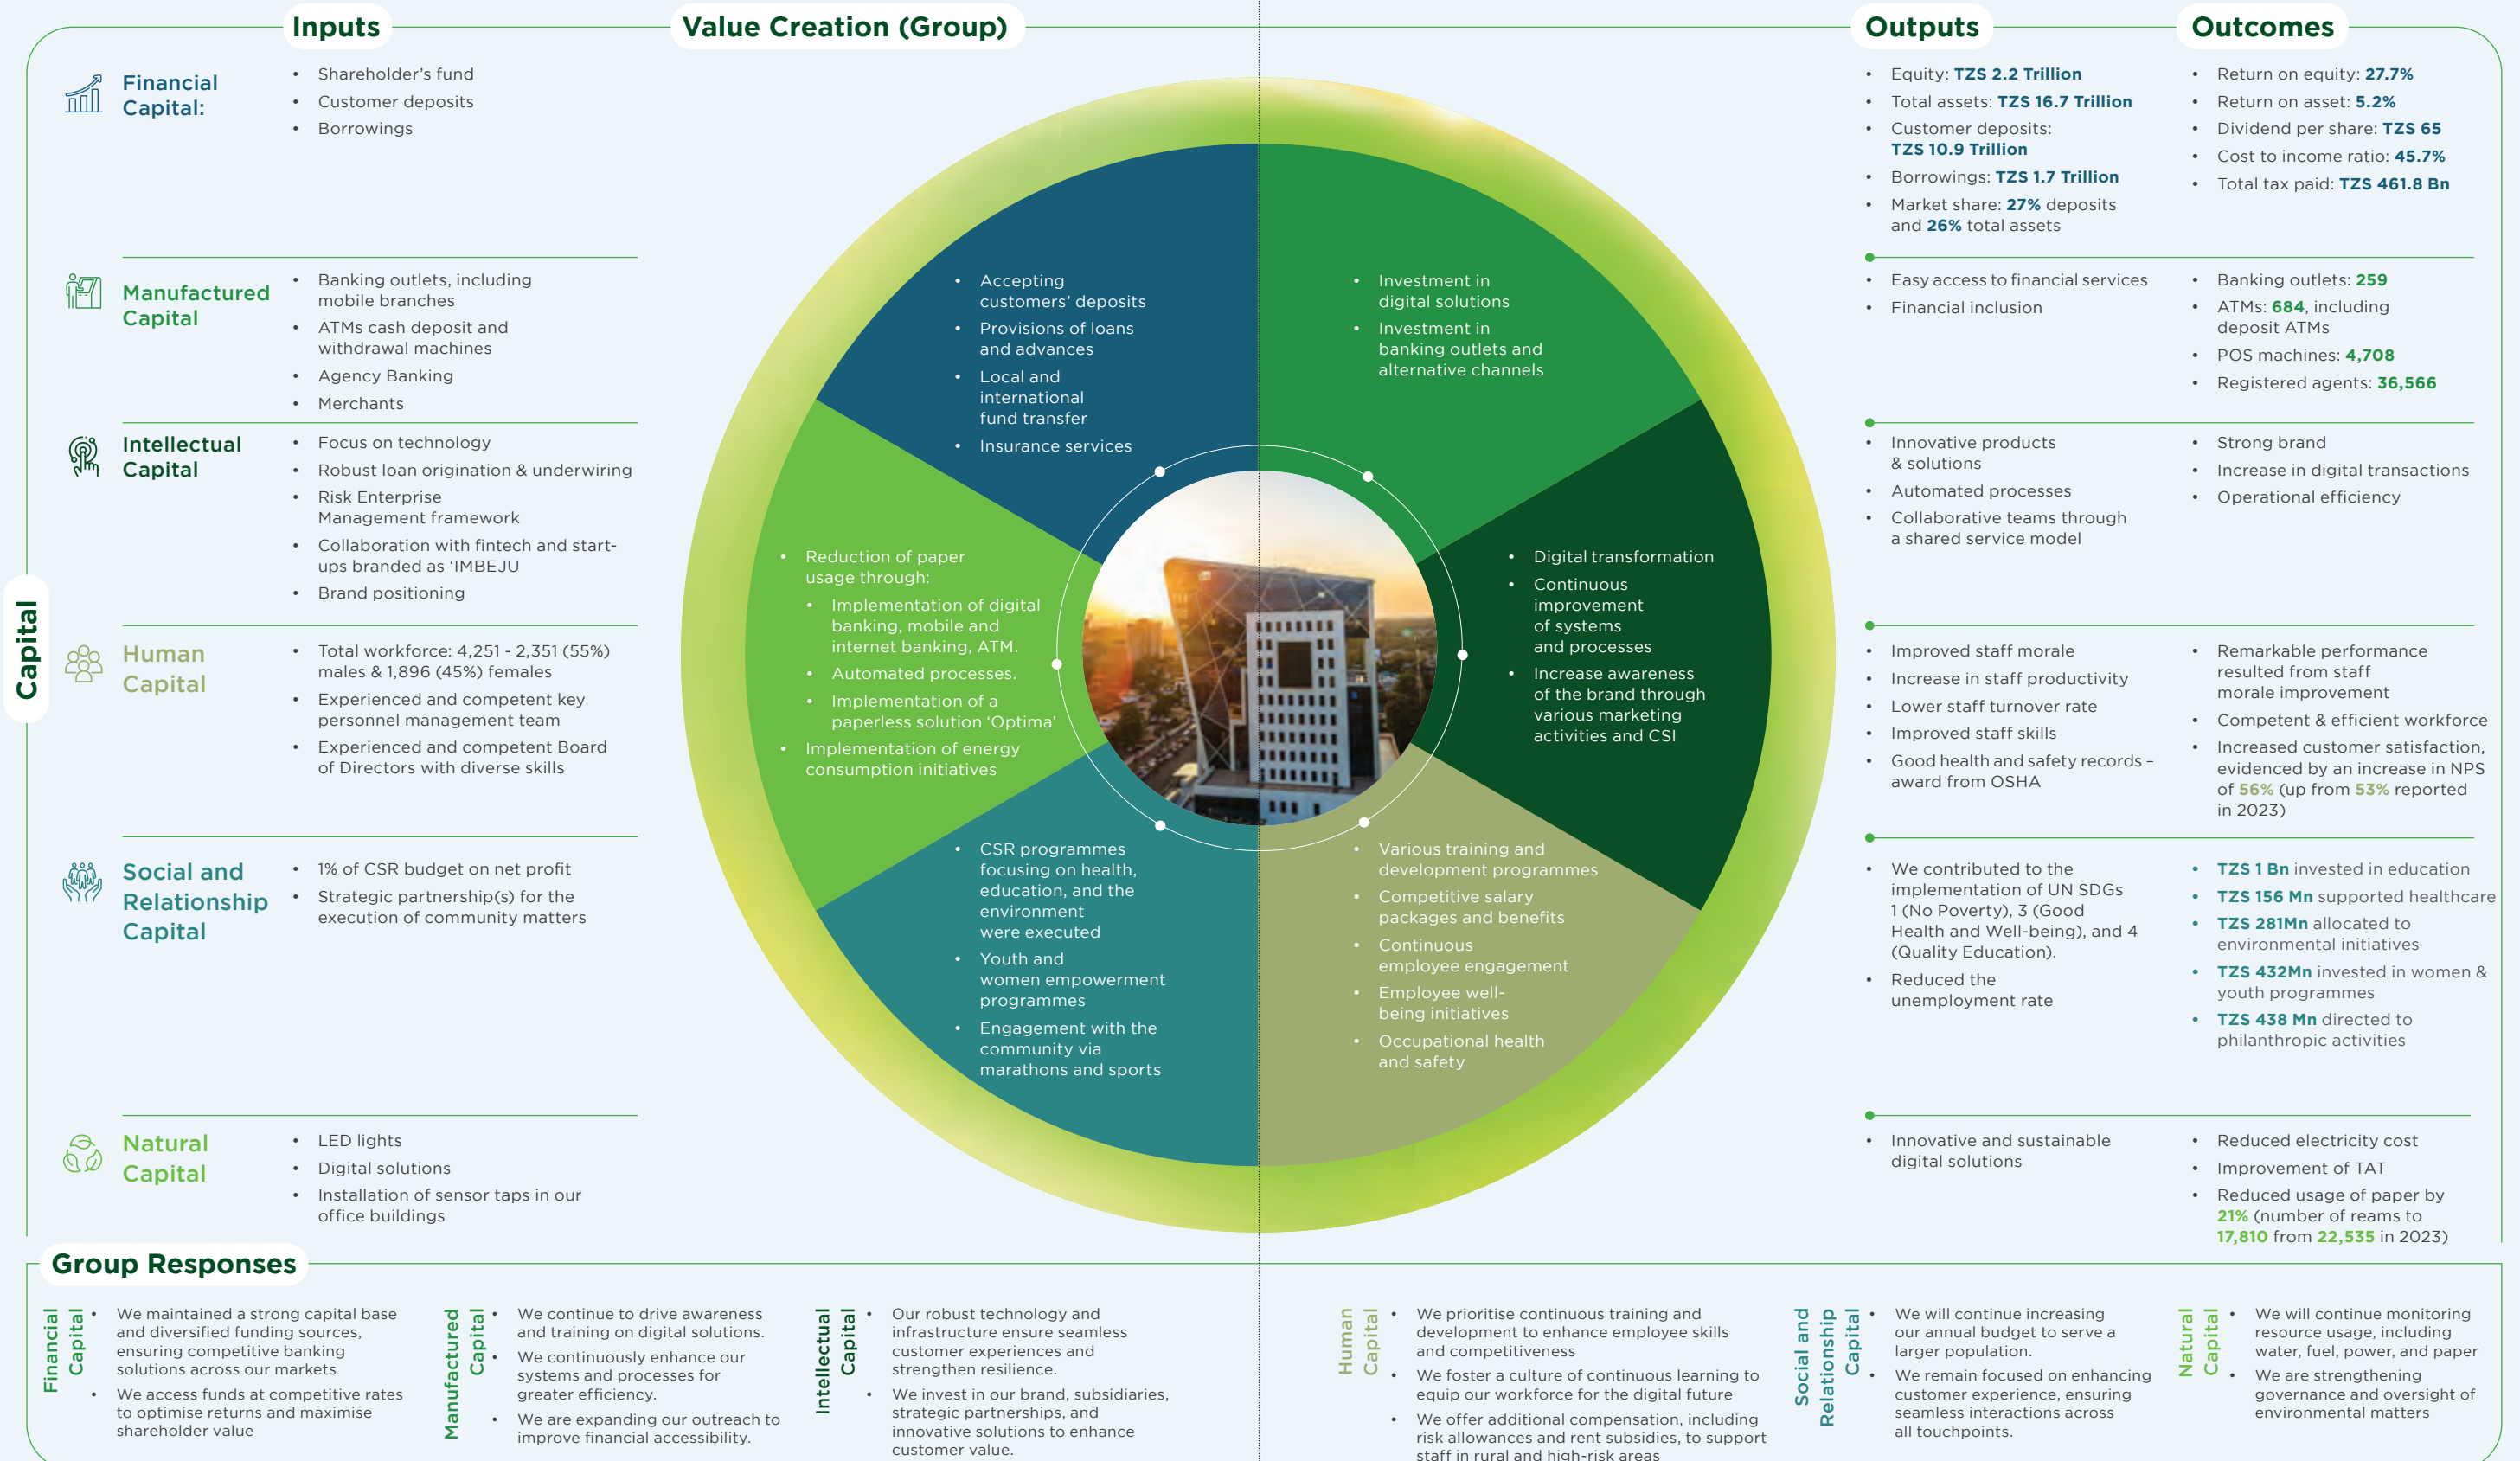 Inputs
Value Creation (Group)
Outputs
Outcomes
Capital
Financial
Capital:
• Shareholder's fund
• Customer deposits
• Borrowings
• Equity: TZS 2.2 Trillion
• Total assets: TZS 16.7 Trillion
• Customer deposits:
TZS 10.9 Trillion
• Borrowings: TZS 1.7 Trillion
• Market share: 27% deposits
and 26% total assets
• Return on equity: 27.7%
• Return on asset: 5.2%
• Dividend per share: TZS 65
• Cost to income ratio: 45.7%
• Total tax paid: TZS 461.8 Bn
Manufactured
Capital
• Banking outlets, including
mobile branches
• ATMs cash deposit and
withdrawal machines
• Agency Banking
• Merchants
• Easy access to financial services
• Financial inclusion
• Banking outlets: 259
• ATMs: 684, including
deposit ATMs
• POS machines: 4,708
• Registered agents: 36,566
Intellectual
Capital
• Focus on technology
• Robust loan origination & underwiring
• Risk Enterprise
Management framework
• Collaboration with fintech and start-
ups branded as ‘IMBEJU
• Brand positioning
• Innovative products
& solutions
• Automated processes
• Collaborative teams through
a shared service model
• Strong brand
• Increase in digital transactions
• Operational efficiency
Human
Capital
• Total workforce: 4,251 - 2,351 (55%)
males & 1,896 (45%) females
• Experienced and competent key
personnel management team
• Experienced and competent Board
of Directors with diverse skills
• Improved staff morale
• Increase in staff productivity
• Lower staff turnover rate
• Improved staff skills
• Good health and safety records –
award from OSHA
• Remarkable performance
resulted from staff
morale improvement
• Competent & efficient workforce
• Increased customer satisfaction,
evidenced by an increase in NPS
of 56% (up from 53% reported
in 2023)
Social and
Relationship
Capital
• 1% of CSR budget on net profit
• Strategic partnership(s) for the
execution of community matters
• We contributed to the
implementation of UN SDGs
1 (No Poverty), 3 (Good
Health and Well-being), and 4
(Quality Education).
• Reduced the
unemployment rate
• TZS 1 Bn invested in education
• TZS 156 Mn supported healthcare
• TZS 281Mn allocated to
environmental initiatives
• TZS 432Mn invested in women &
youth programmes
• TZS 438 Mn directed to
philanthropic activities
Natural
Capital
• LED lights
• Digital solutions
• Installation of sensor taps in our
office buildings
• Innovative and sustainable
digital solutions
• Reduced electricity cost
• Improvement of TAT
• Reduced usage of paper by
21% (number of reams to
17,810 from 22,535 in 2023)
• Accepting
customers’ deposits
• Provisions of loans
and advances
• Local and
international
fund transfer
• Insurance services
• Investment in
digital solutions
• Investment in
banking outlets and
alternative channels
• Reduction of paper
usage through:
• Implementation of digital
banking, mobile and
internet banking, ATM.
• Automated processes.
• Implementation of a
paperless solution ‘Optima’
• Implementation of energy
consumption initiatives
• Digital transformation
• Continuous
improvement
of systems
and processes
• Increase awareness
of the brand through
various marketing
activities and CSI
• CSR programmes
focusing on health,
education, and the
environment
were executed
• Youth and
women empowerment
programmes
• Engagement with the
community via
marathons and sports
• Various training and
development programmes
• Competitive salary
packages and benefits
• Continuous
employee engagement
• Employee well-
being initiatives
• Occupational health
and safety
Group Responses
Financial
Capital
• We maintained a strong capital base
and diversified funding sources,
ensuring competitive banking
solutions across our markets
• We access funds at competitive rates
to optimise returns and maximise
shareholder value
Manufactured
Capital
• We continue to drive awareness
and training on digital solutions.
• We continuously enhance our
systems and processes for
greater efficiency.
• We are expanding our outreach to
improve financial accessibility.
Intellectual
Capital
• Our robust technology and
infrastructure ensure seamless
customer experiences and
strengthen resilience.
• We invest in our brand, subsidiaries,
strategic partnerships, and
innovative solutions to enhance
customer value.
Human
Capital
• We prioritise continuous training and
development to enhance employee skills
and competitiveness
• We foster a culture of continuous learning to
equip our workforce for the digital future
• We offer additional compensation, including
risk allowances and rent subsidies, to support
staff in rural and high-risk areas
Social and
Relationship
Capital
• We will continue increasing
our annual budget to serve a
larger population.
• We remain focused on enhancing
customer experience, ensuring
seamless interactions across
all touchpoints.
Natural
Capital
• We will continue monitoring
resource usage, including
water, fuel, power, and paper
• We are strengthening
governance and oversight of
environmental matters